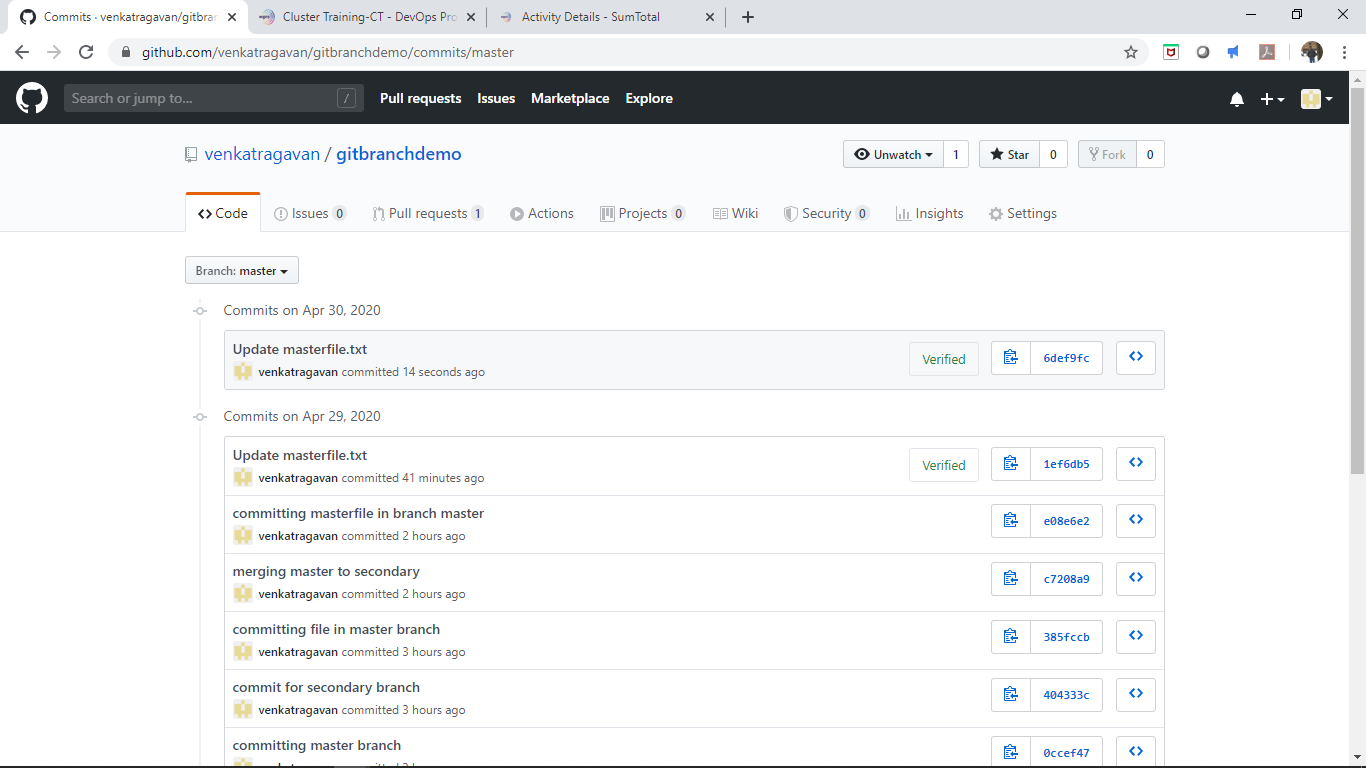 Commits · venkatragavan/gitbran
Cluster Training-CT - DevOps Pro
Activity Details - SumTotal
github.com/venkatragavan/gitbranchdemo/commits/master
Search or jump to... /
Pull requests Issues Marketplace Explore
venkatragavan / gitbranchdemo
Unwatch 1 Star 0 Fork 0
Code Issues 0 Pull requests 1 Actions Projects 0 Wiki Security 0 Insights Settings
Branch: master
Commits on Apr 30, 2020
Update masterfile.txt
venkatragavan committed 14 seconds ago
Verified 6def9fc
Commits on Apr 29, 2020
Update masterfile.txt
venkatragavan committed 41 minutes ago
Verified 1ef6db5
committing masterfile in branch master
venkatragavan committed 2 hours ago
e08e6e2
merging master to secondary
venkatragavan committed 2 hours ago
c7208a9
committing file in master branch
venkatragavan committed 3 hours ago
385fccb
commit for secondary branch
venkatragavan committed 3 hours ago
404333c
committing master branch
0ccef47